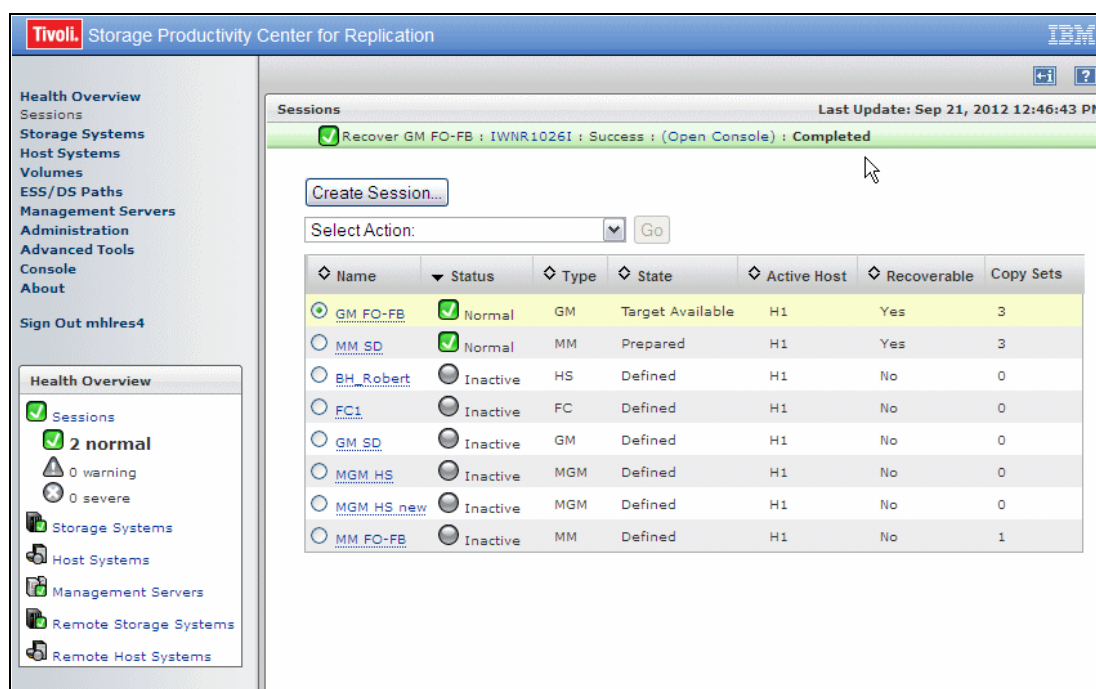 Tivoli. Storage Productivity Center for Replication IBM
Health Overview
Sessions
Storage Systems
Host Systems
Volumes
ESS/DS Paths
Management Servers
Administration
Advanced Tools
Console
About
Sign Out mhlres4
Health Overview
Sessions
2 normal
0 warning
0 severe
Storage Systems
Host Systems
Management Servers
Remote Storage Systems
Remote Host Systems
i ?
Sessions Last Update: Sep 21, 2012 12:46:43 PM
Recover GM FO-FB : IWNR1026I : Success : (Open Console) : Completed
Create Session...
Select Action: Go
Name Status Type State Active Host Recoverable Copy Sets
GM FO-FB Normal GM Target Available H1 Yes 3
MM SD Normal MM Prepared H1 Yes 3
BH_Robert Inactive HS Defined H1 No 0
FC1 Inactive FC Defined H1 No 0
GM SD Inactive GM Defined H1 No 0
MGM HS Inactive MGM Defined H1 No 0
MGM HS new Inactive MGM Defined H1 No 0
MM FO-FB Inactive MM Defined H1 No 1